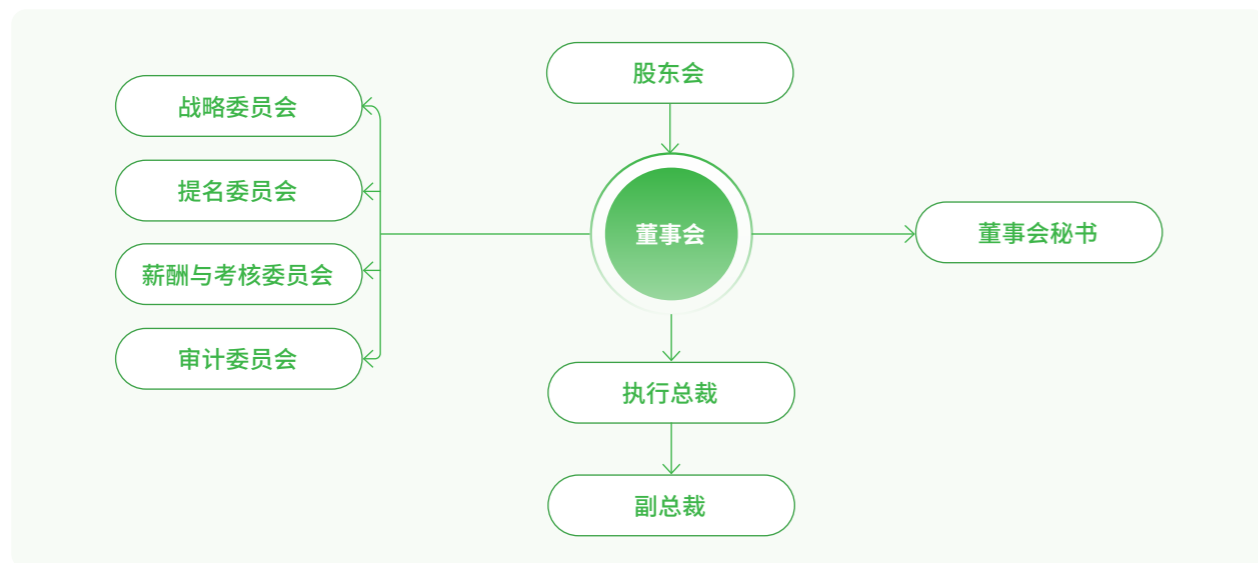 股东会
战略委员会
提名委员会
薪酬与考核委员会
审计委员会
董事会
董事会秘书
执行总裁
副总裁